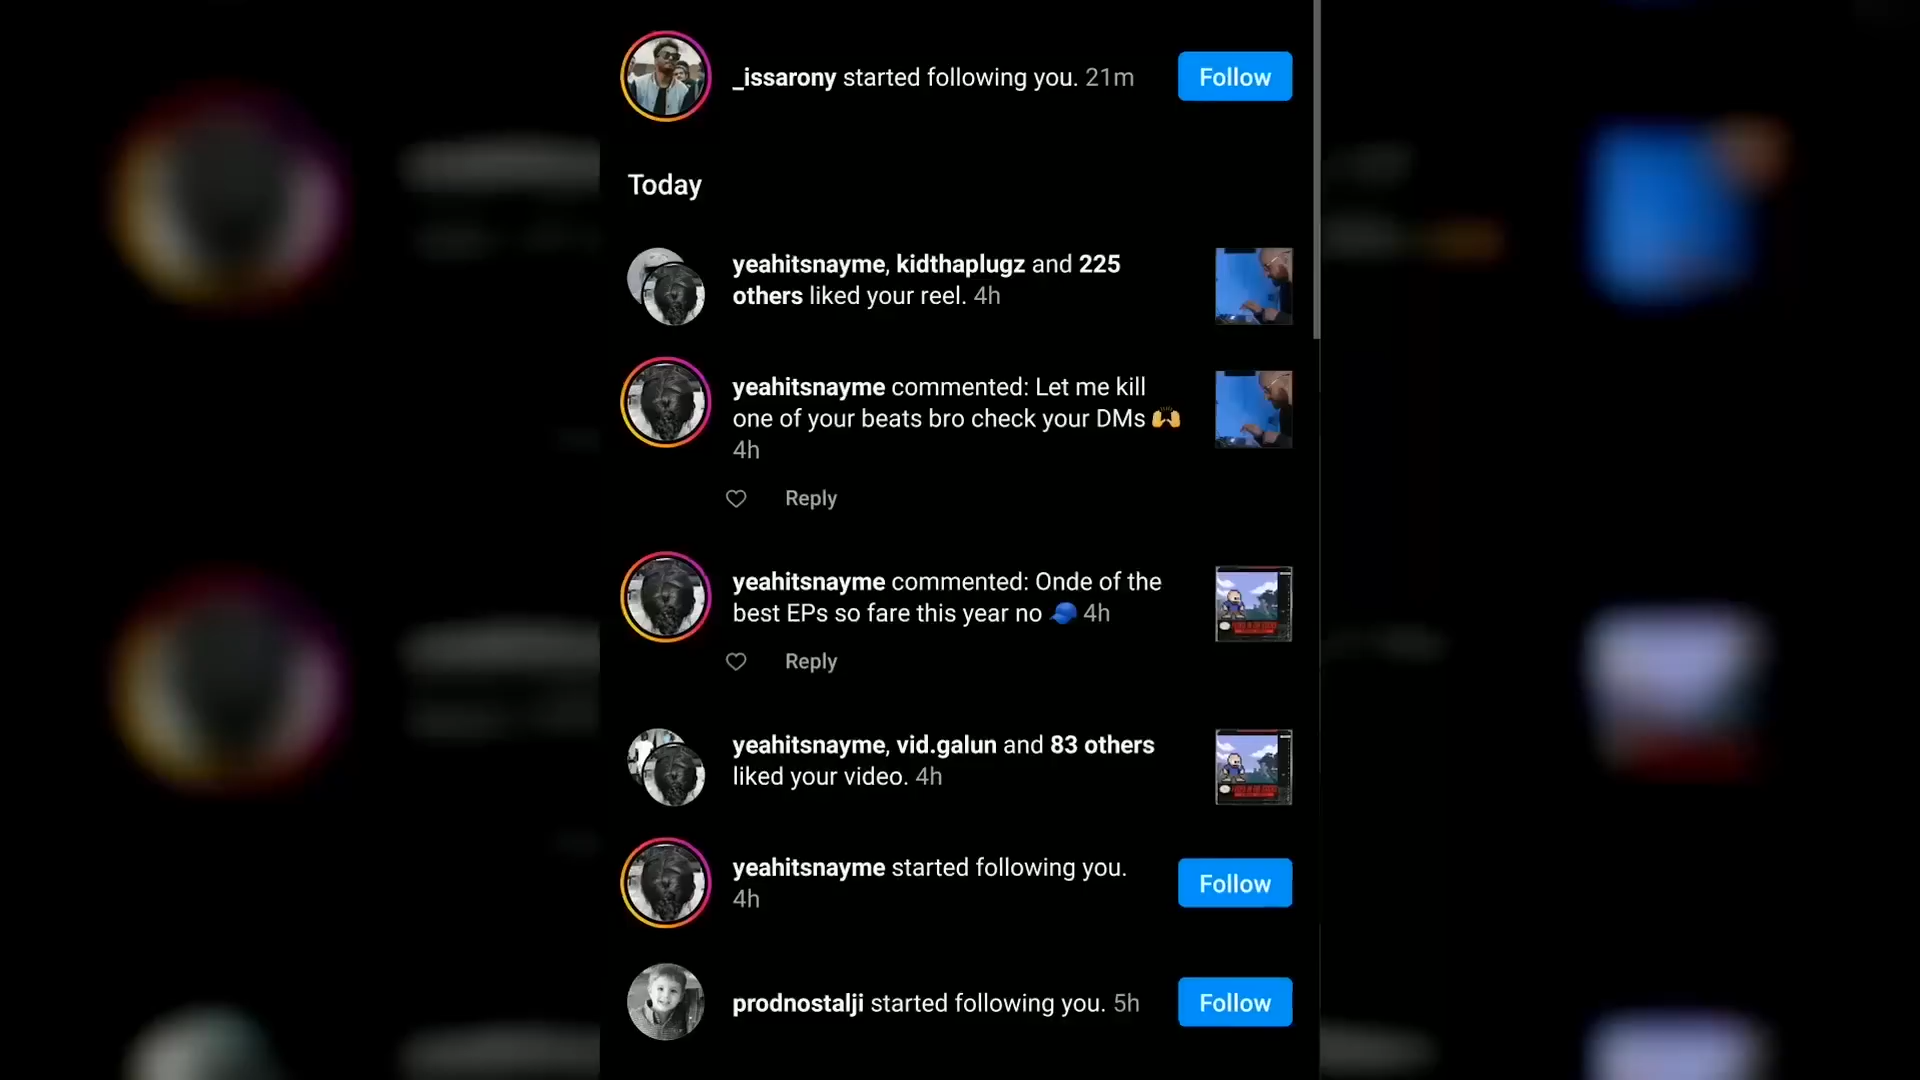 _issarony started following you. 21m
Follow
Today
yeahitsnayme, kidthaplugz and 225
others liked your reel. 4h
yeahitsnayme commented: Let me kill
one of your beats bro check your DMs 🙌
4h
Reply
yeahitsnayme commented: Onde of the
best EPs so fare this year no 🧢 4h
Reply
yeahitsnayme, vid.galun and 83 others
liked your video. 4h
yeahitsnayme started following you.
4h
Follow
prodnostalji started following you. 5h
Follow